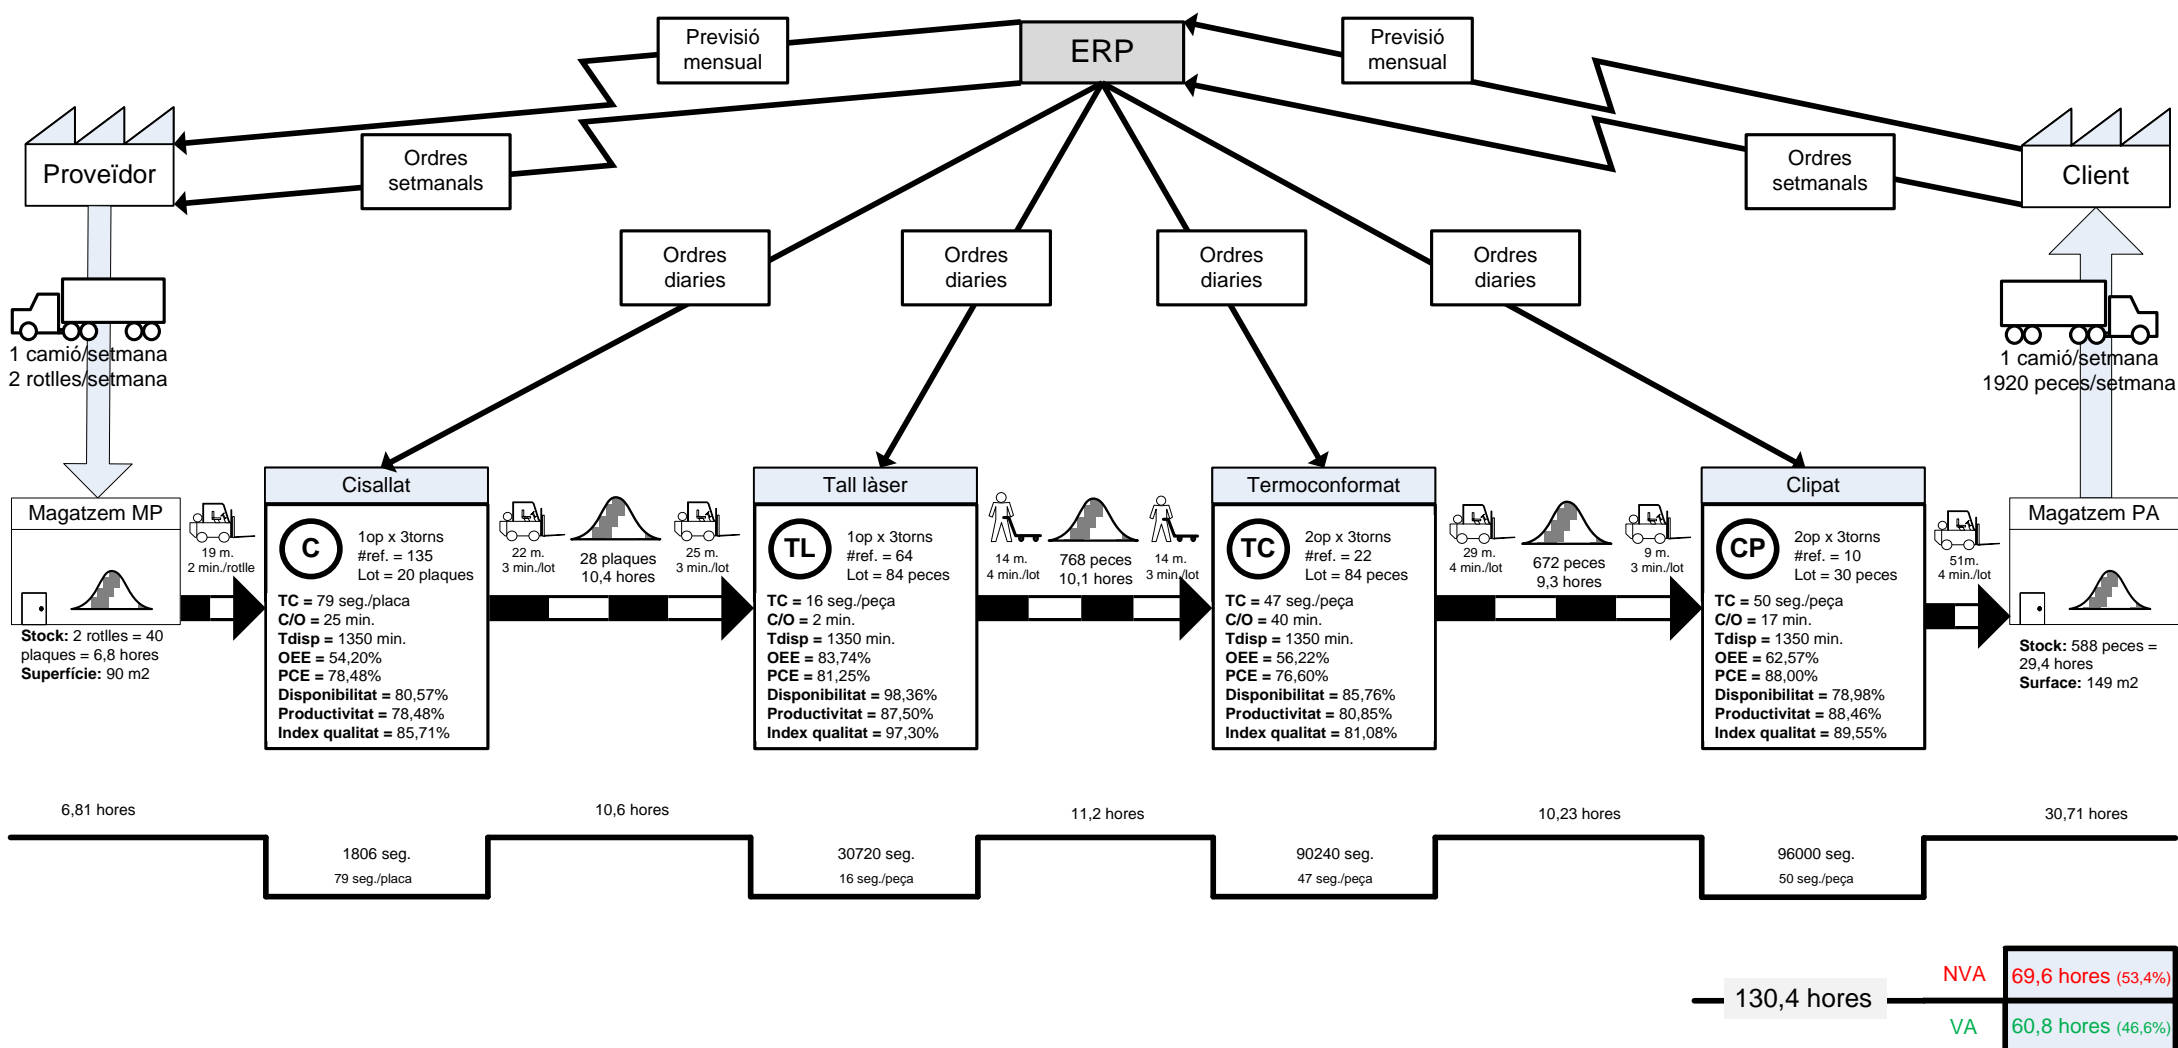 Previsió
mensual
ERP
Previsió
mensual
Proveïdor
Ordres
setmanals
Ordres
setmanals
Client
Ordres
diaries
Ordres
diaries
Ordres
diaries
Ordres
diaries
1 camió/setmana
2 rotlles/setmana
1 camió/setmana
1920 peces/setmana
Magatzem MP
Stock: 2 rotlles = 40
plaques = 6,8 hores
Superfície: 90 m2
19 m.
2 min./rotlle
Cisallat
C
1op x 3torns
#ref. = 135
Lot = 20 plaques
TC = 79 seg./placa
C/O = 25 min.
Tdisp = 1350 min.
OEE = 54,20%
PCE = 78,48%
Disponibilitat = 80,57%
Productivitat = 78,48%
Index qualitat = 85,71%
22 m.
3 min./lot
28 plaques
10,4 hores
25 m.
3 min./lot
Tall làser
TL
1op x 3torns
#ref. = 64
Lot = 84 peces
TC = 16 seg./peça
C/O = 2 min.
Tdisp = 1350 min.
OEE = 83,74%
PCE = 81,25%
Disponibilitat = 98,36%
Productivitat = 87,50%
Index qualitat = 97,30%
14 m.
4 min./lot
768 peces
10,1 hores
14 m.
3 min./lot
Termoconformat
TC
2op x 3torns
#ref. = 22
Lot = 84 peces
TC = 47 seg./peça
C/O = 40 min.
Tdisp = 1350 min.
OEE = 56,22%
PCE = 76,60%
Disponibilitat = 85,76%
Productivitat = 80,85%
Index qualitat = 81,08%
29 m.
4 min./lot
672 peces
9,3 hores
9 m.
3 min./lot
Clipat
CP
2op x 3torns
#ref. = 10
Lot = 30 peces
TC = 50 seg./peça
C/O = 17 min.
Tdisp = 1350 min.
OEE = 62,57%
PCE = 88,00%
Disponibilitat = 78,98%
Productivitat = 88,46%
Index qualitat = 89,55%
51m.
4 min./lot
Magatzem PA
Stock: 588 peces =
29,4 hores
Surface: 149 m2
6,81 hores
1806 seg.
79 seg./placa
10,6 hores
30720 seg.
16 seg./peça
11,2 hores
90240 seg.
47 seg./peça
10,23 hores
96000 seg.
50 seg./peça
30,71 hores
130,4 hores
NVA
69,6 hores (53,4%)
VA
60,8 hores (46,6%)